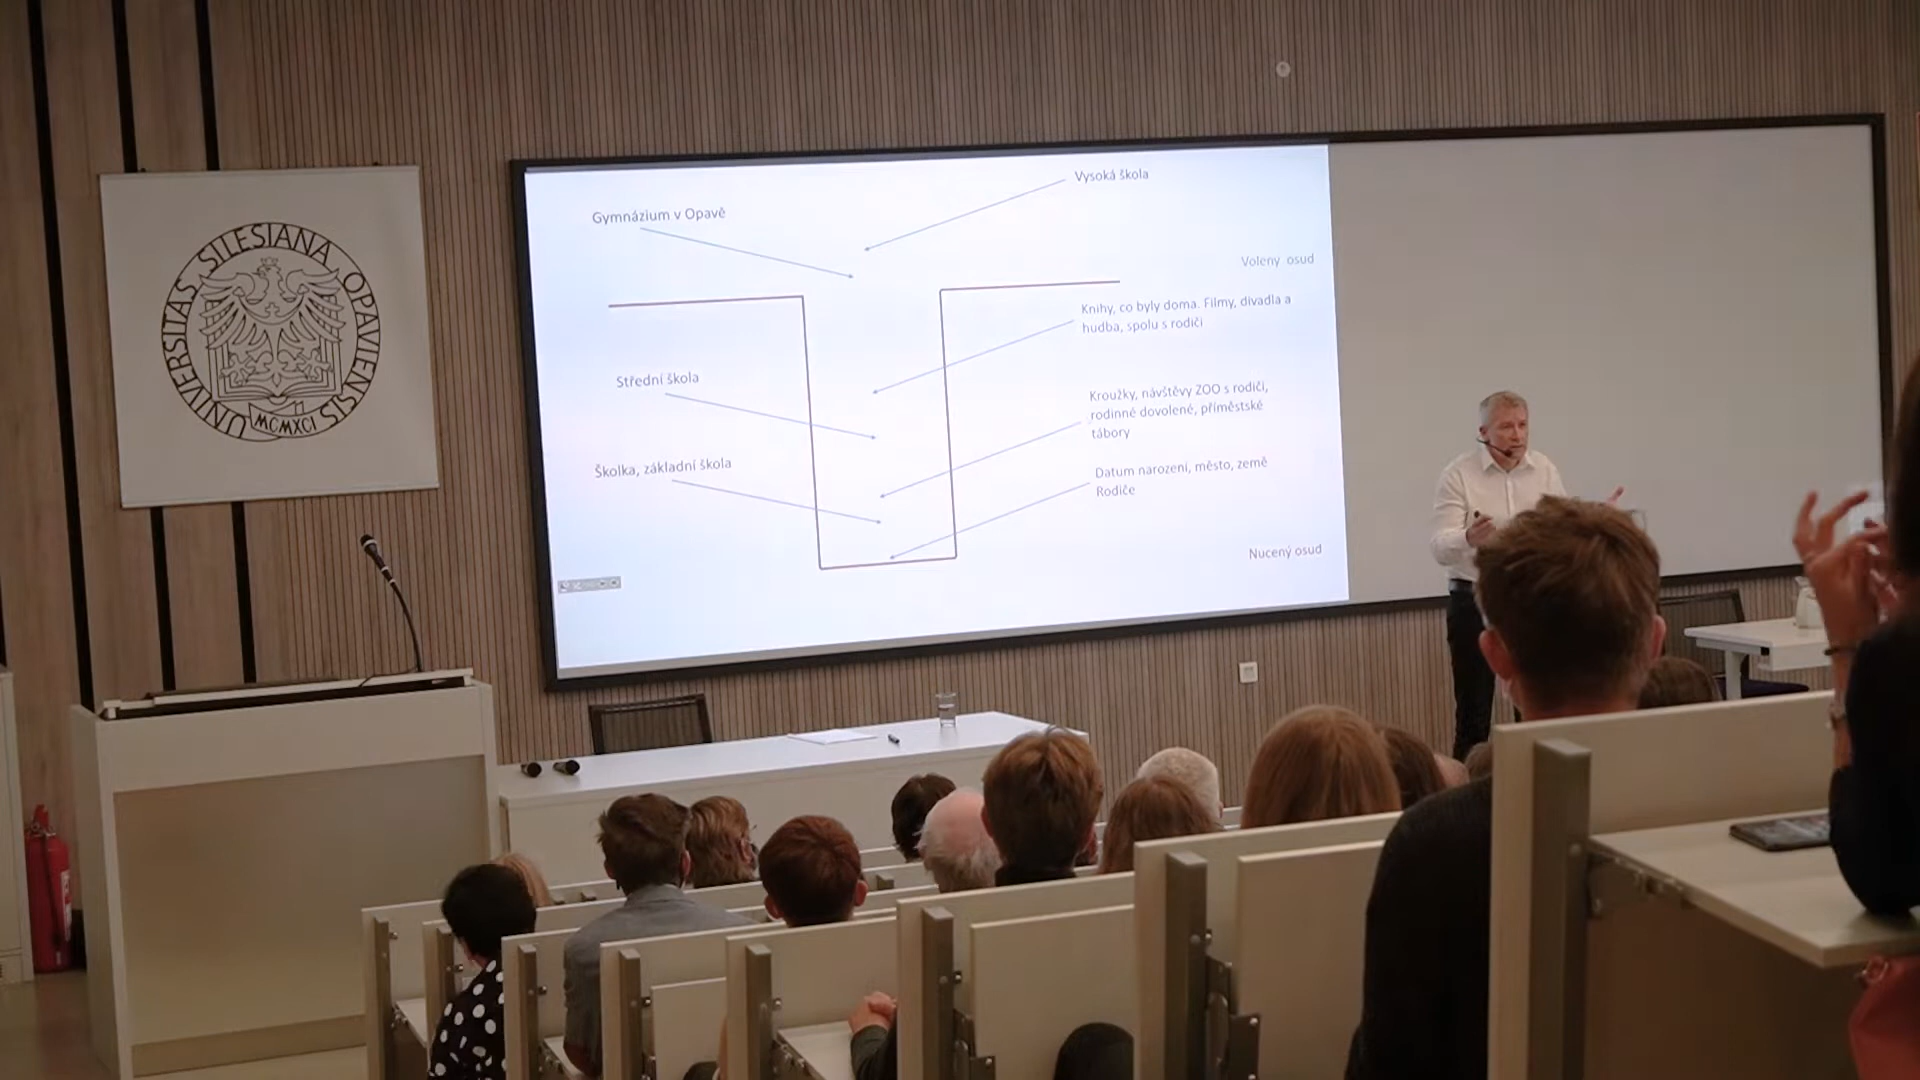 UNIVERSITAS SILESIANA OPAVIENSIS
MCMXCI
Vysoká škola
Gymnázium v Opavě
Volený osud
Knihy, co byly doma. Filmy, divadla a
hudba, spolu s rodiči
Střední škola
Kroužky, návštěvy ZOO s rodiči,
rodinné dovolené, příměstské
tábory
Školka, základní škola
Datum narození, město, země
Rodiče
Nucený osud